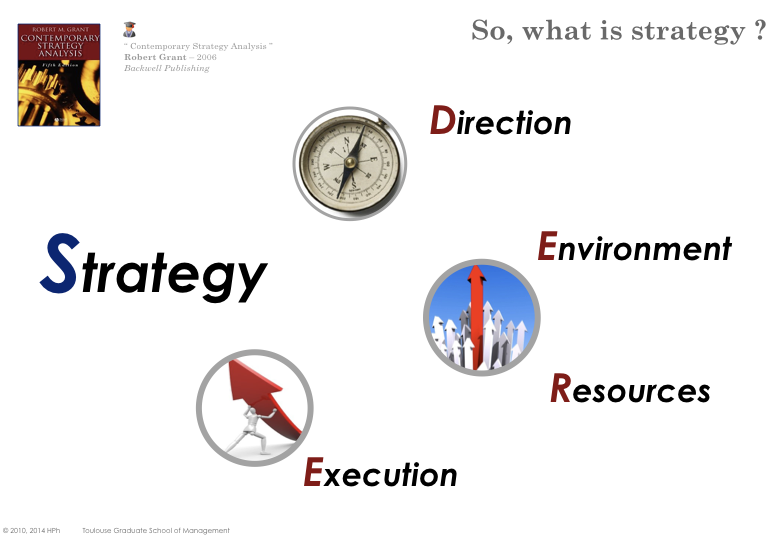 So, what is strategy ?
ROBERT M. GRANT
CONTEMPORARY
STRATEGY
ANALYSIS
Fifth Edition
“ Contemporary Strategy Analysis ”
Robert Grant – 2006
Backwell Publishing
Direction
Environment
Strategy
Resources
Execution
© 2010, 2014 HPh Toulouse Graduate School of Management